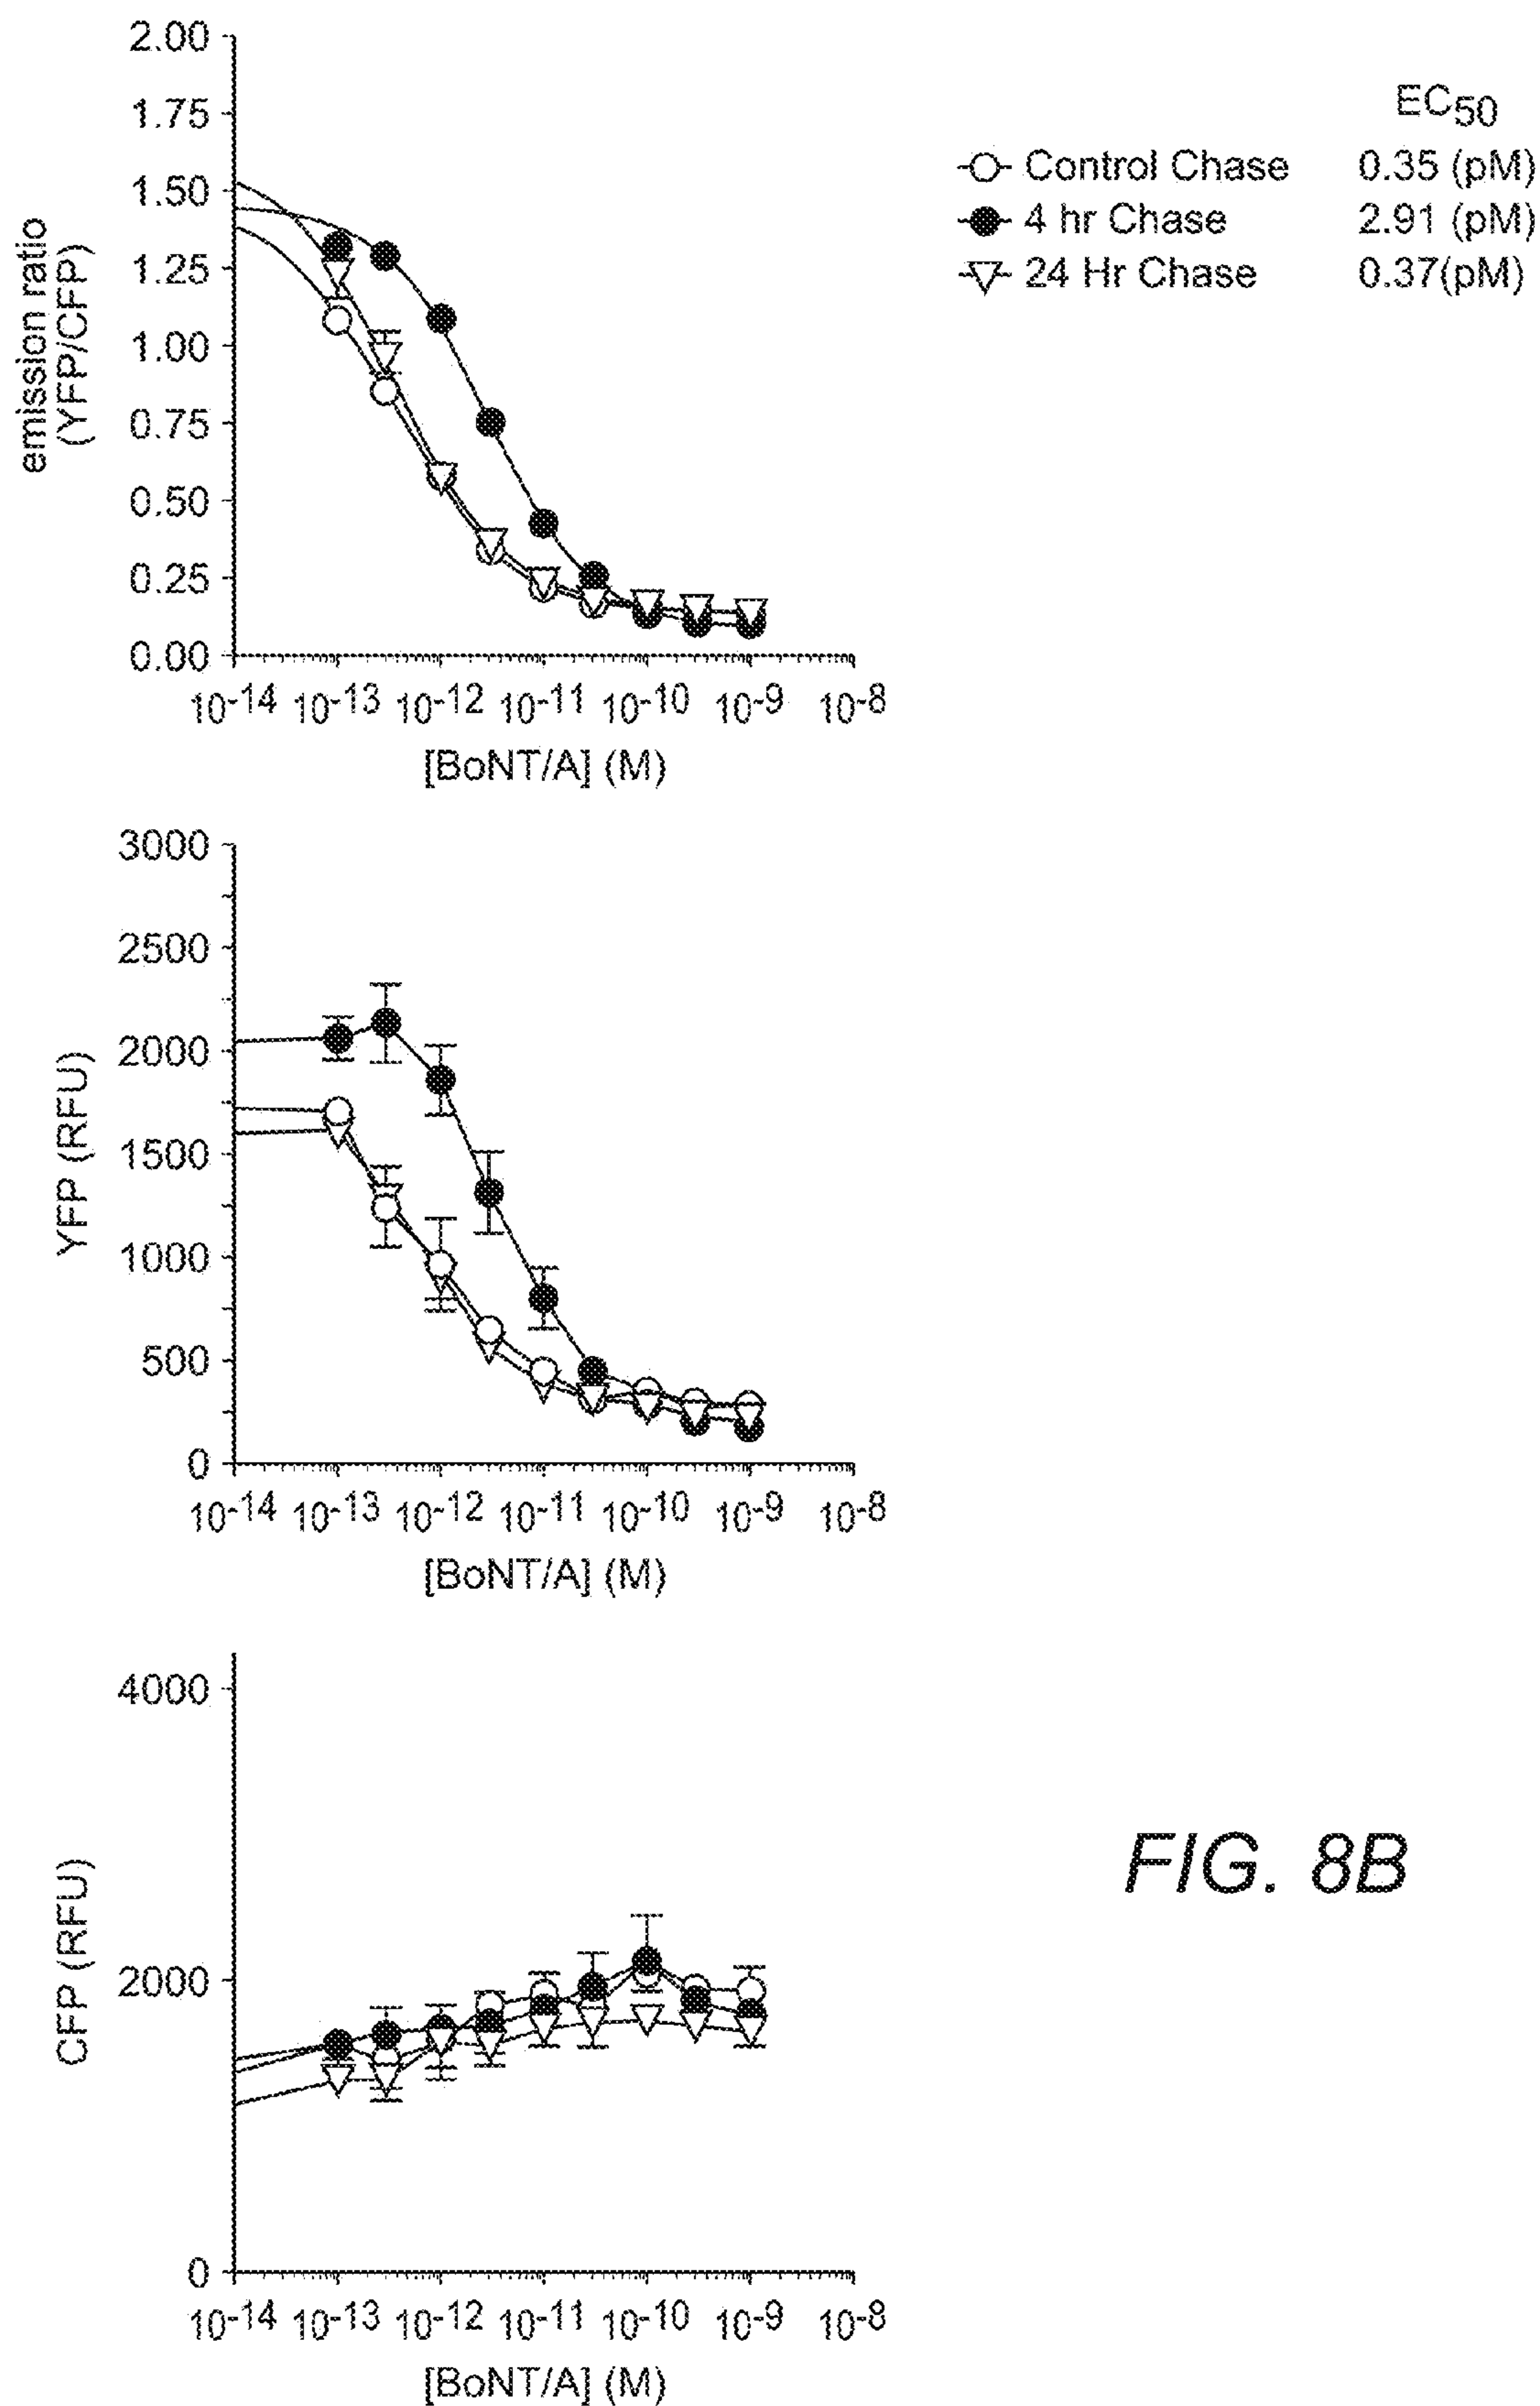 EC50
Control Chase 0.35 (pM)
4 hr Chase 2.91 (pM)
24 Hr Chase 0.37(pM)
emission ratio
(YFP/CFP)
2.00
1.75
1.50
1.25
1.00
0.75
0.50
0.25
0.00
10-14 10-13 10-12 10-11 10-10 10-9 10-8
[BoNT/A] (M)
YFP (RFU)
3000
2500
2000
1500
1000
500
0
10-14 10-13 10-12 10-11 10-10 10-9 10-8
[BoNT/A] (M)
CFP (RFU)
4000
2000
0
10-14 10-13 10-12 10-11 10-10 10-9 10-8
[BoNT/A] (M)
FIG. 8B